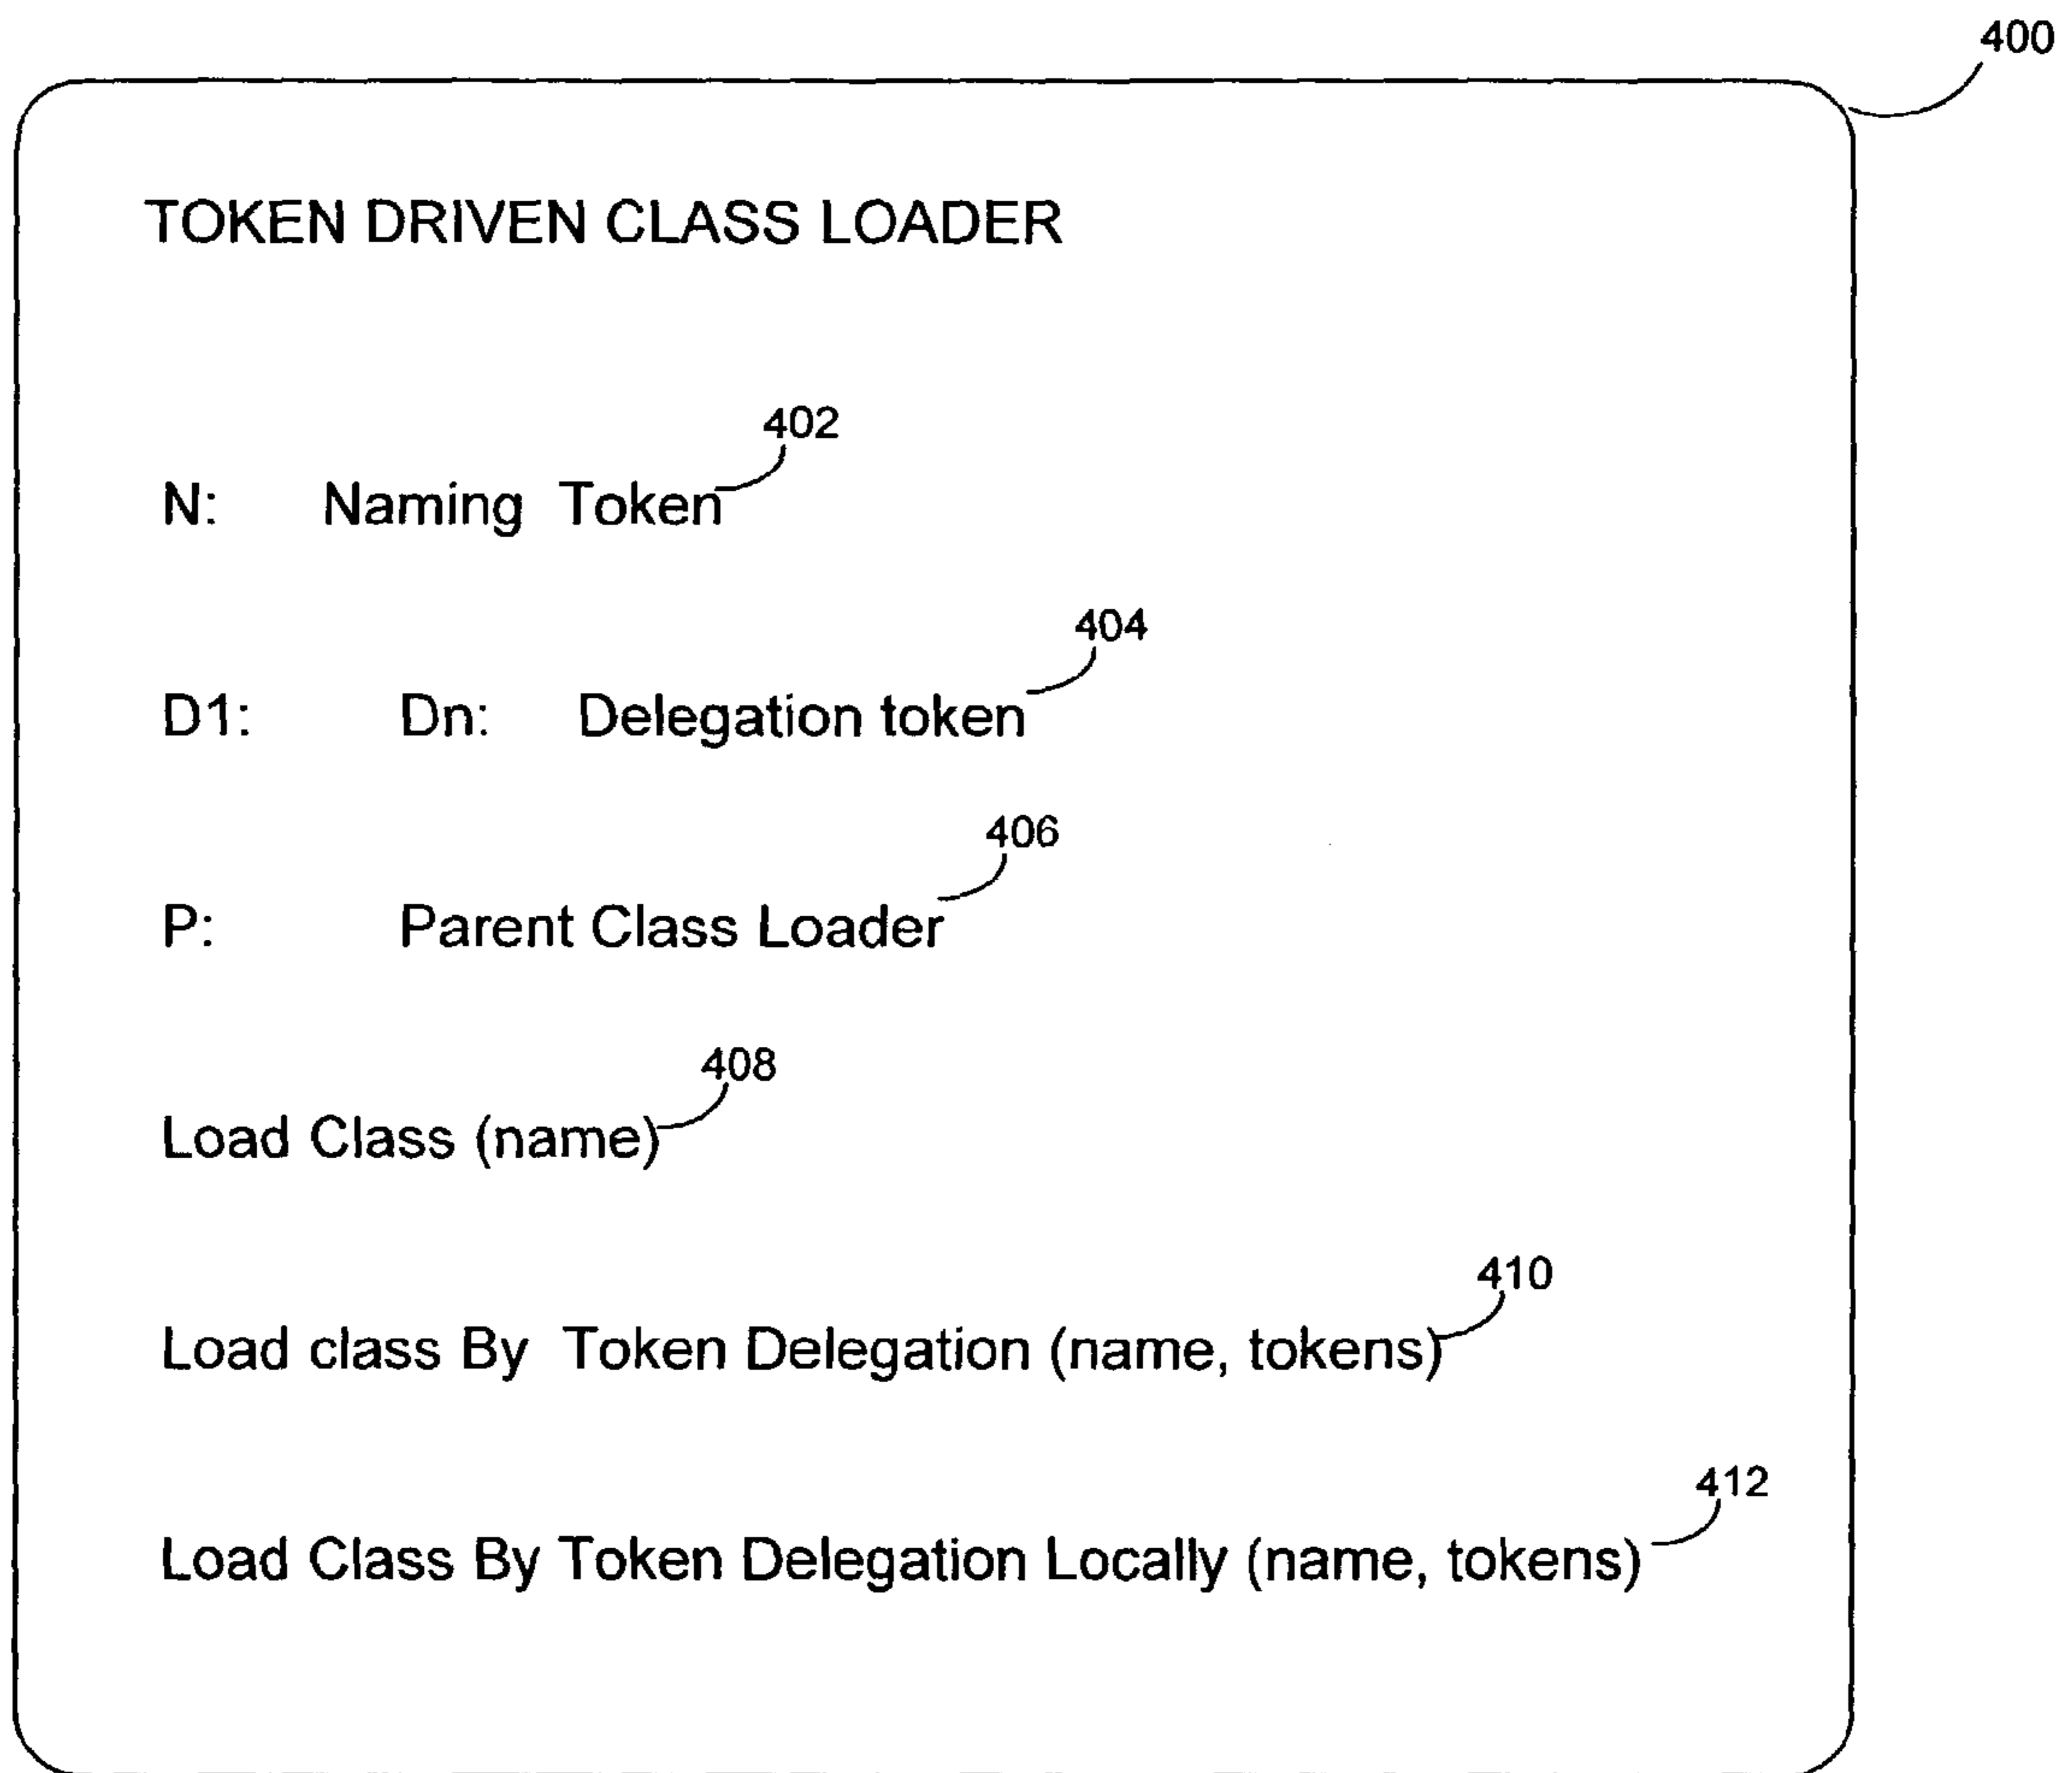 400
TOKEN DRIVEN CLASS LOADER
402
N: Naming Token
404
D1: Dn: Delegation token
406
P: Parent Class Loader
408
Load Class (name)
410
Load class By Token Delegation (name, tokens)
412
Load Class By Token Delegation Locally (name, tokens)